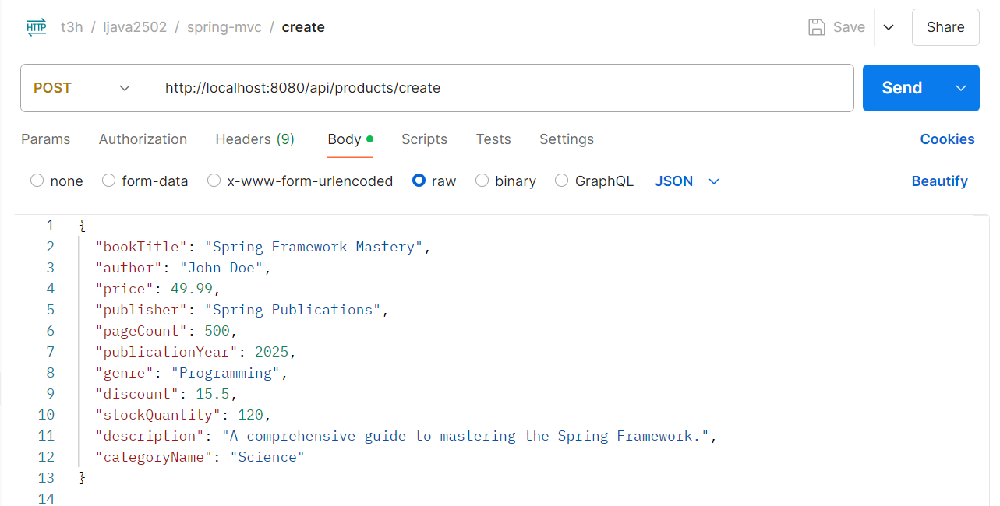 HTTP t3h / ljava2502 / spring-mvc / create Save Share
POST http://localhost:8080/api/products/create Send
Params Authorization Headers (9) Body Scripts Tests Settings Cookies
none form-data x-www-form-urlencoded raw binary GraphQL JSON Beautify
1 {
2 "bookTitle": "Spring Framework Mastery",
3 "author": "John Doe",
4 "price": 49.99,
5 "publisher": "Spring Publications",
6 "pageCount": 500,
7 "publicationYear": 2025,
8 "genre": "Programming",
9 "discount": 15.5,
10 "stockQuantity": 120,
11 "description": "A comprehensive guide to mastering the Spring Framework.",
12 "categoryName": "Science"
13 }
14